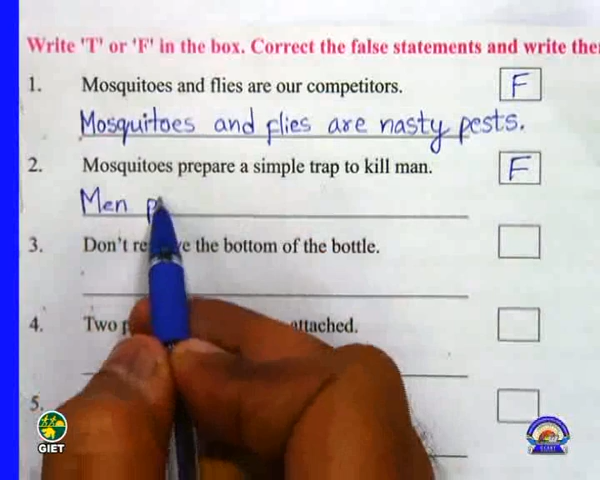 Write 'T' or 'F' in the box. Correct the false statements and write
1. Mosquitoes and flies are our competitors. F
Mosquitoes and flies are nasty pests.
2. Mosquitoes prepare a simple trap to kill man. F
Men p
3. Don't the bottom of the bottle.
4. Two attached.
5.
GIET